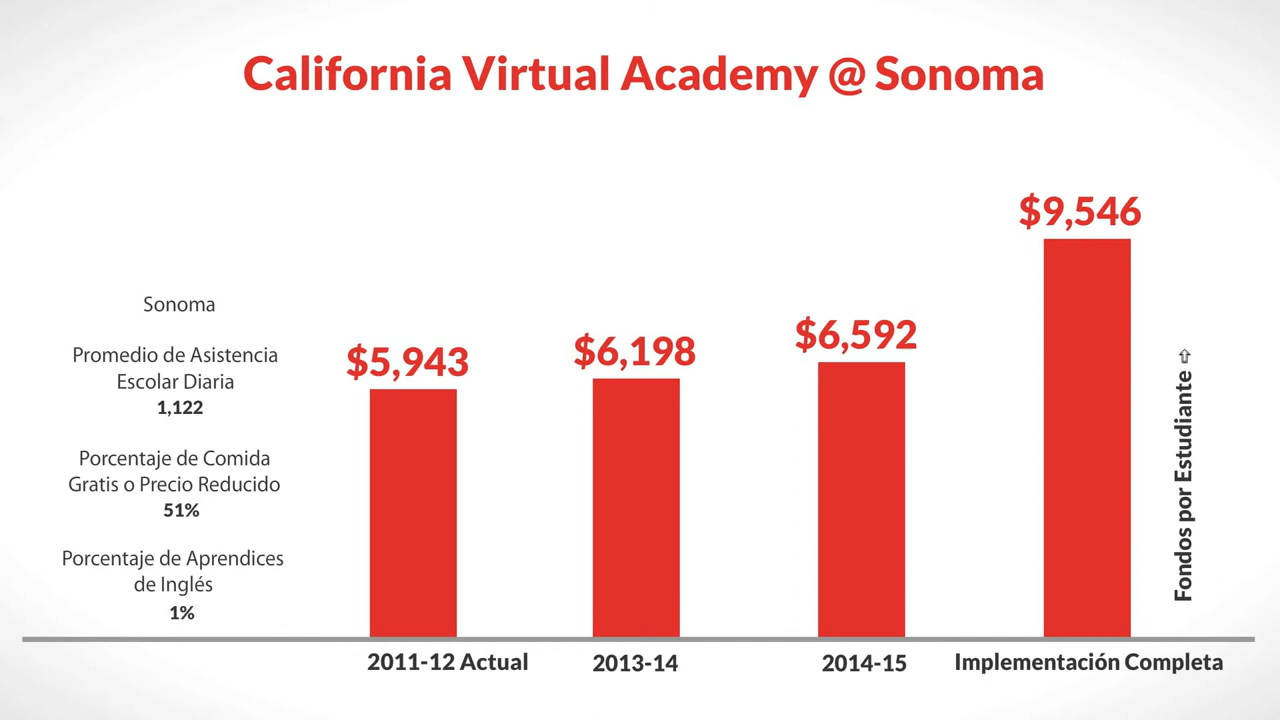 California Virtual Academy @ Sonoma
Sonoma
Promedio de Asistencia
Escolar Diaria
1,122
Porcentaje de Comida
Gratis o Precio Reducido
51%
Porcentaje de Aprendices
de Inglés
1%
$5,943
$6,198
$6,592
$9,546
2011-12 Actual
2013-14
2014-15
Implementación Completa
Fondos por Estudiante ⇨